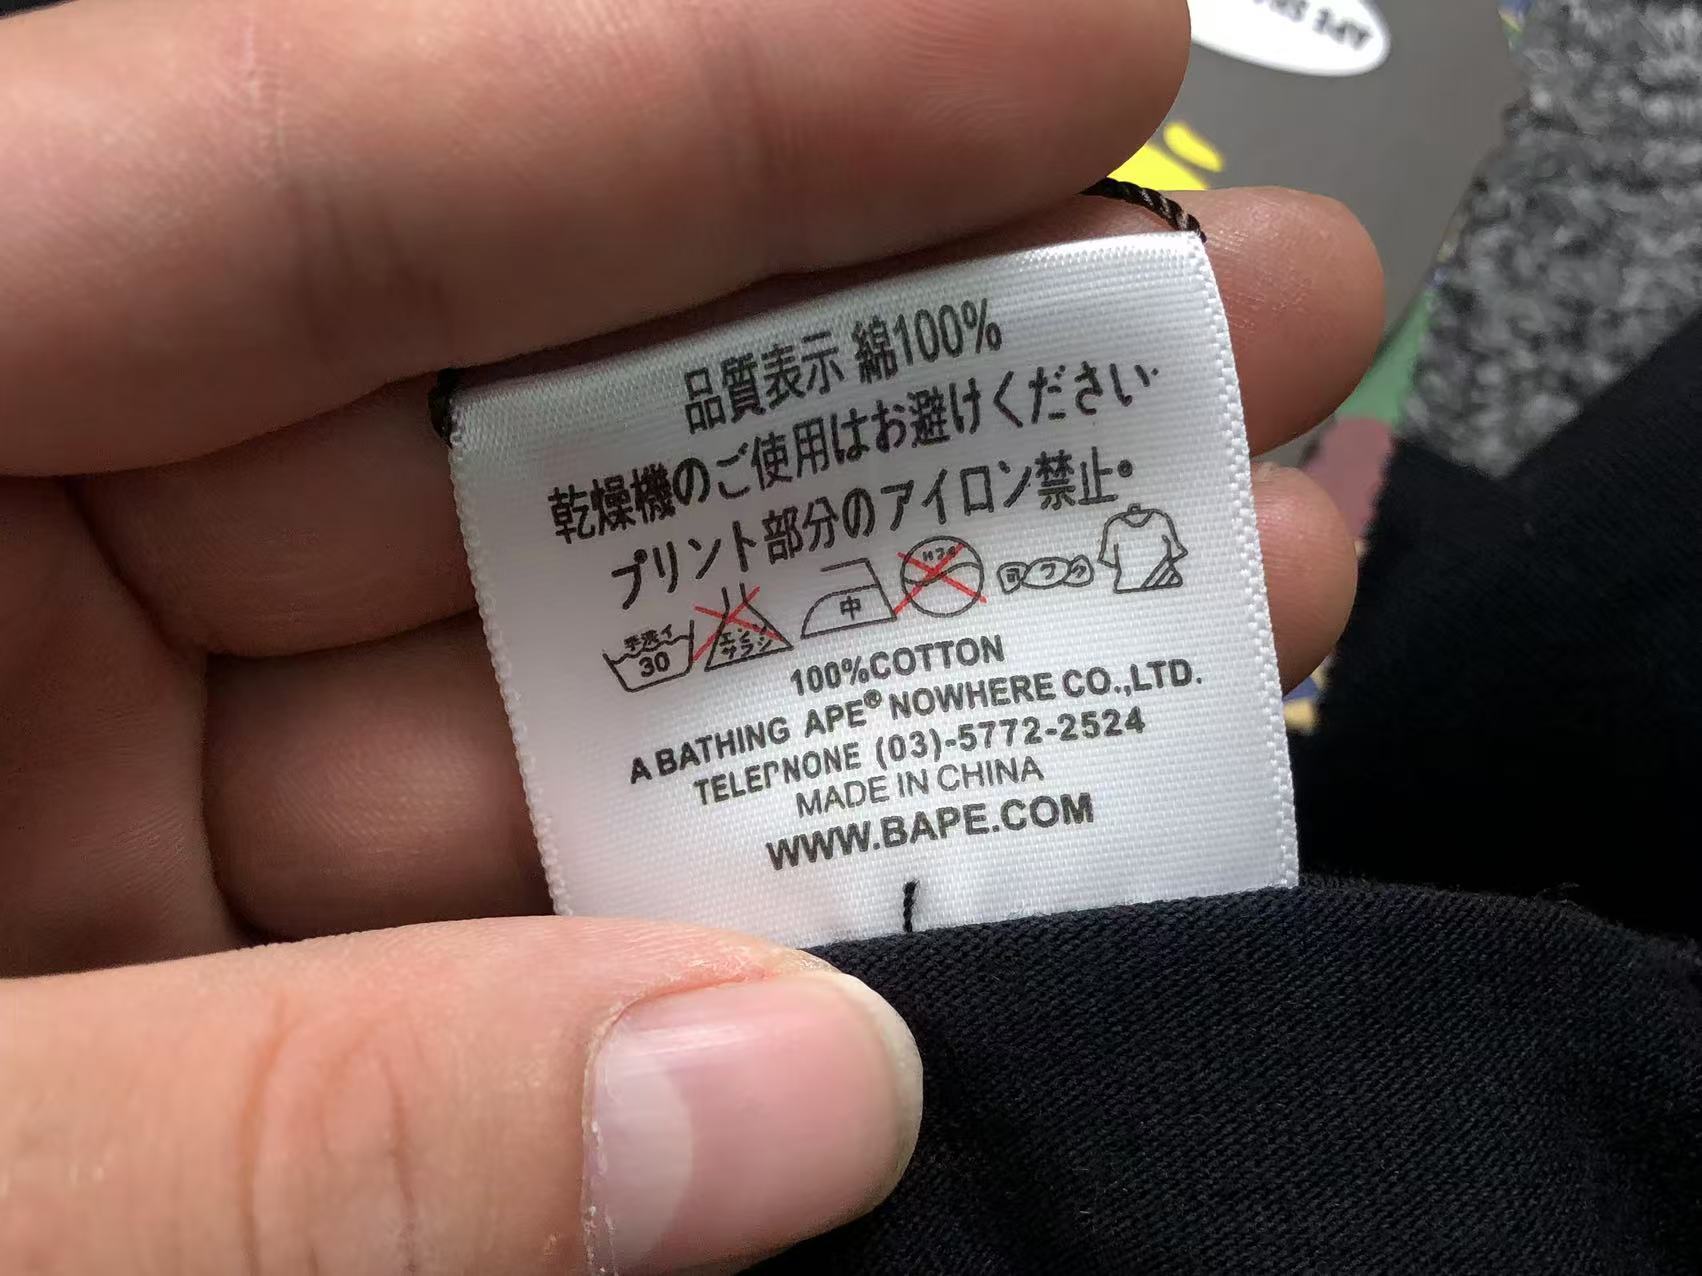 品質表示 綿100%
乾燥機のご使用はお避けください
プリント部分のアイロン禁止。
30 中
100%COTTON
A BATHING APE® NOWHERE CO.,LTD.
TELEPNONE (03)-5772-2524
MADE IN CHINA
WWW.BAPE.COM